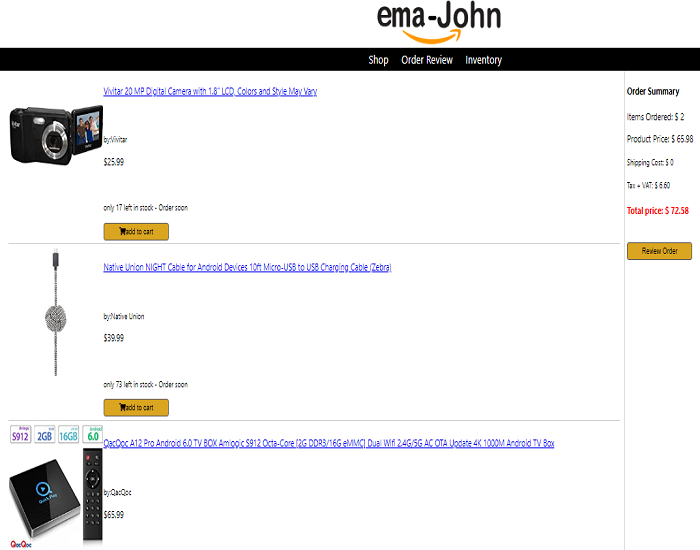 ema-John
Shop Order Review Inventory
Vivitar 20 MP Digital Camera with 1.8" LCD, Colors and Style May Vary
by:Vivitar
$25.99
only 17 left in stock - Order soon
add to cart
Native Union NIGHT Cable for Android Devices 10ft Micro-USB to USB Charging Cable (Zebra)
by:Native Union
$39.99
only 73 left in stock - Order soon
add to cart
S912 2GB 16GB 6.0
QacQoc A12 Pro Android 6.0 TV BOX Amlogic S912 Octa-Core [2G DDR3/16G eMMC] Dual Wifi 2.4G/5G AC OTA Update 4K 1000M Android TV Box
by:QacQoc
$65.99
Quick Play
QacQoc
Order Summary
Items Ordered: $ 2
Product Price: $ 65.98
Shipping Cost: $ 0
Tax + VAT: $ 6.60
Total price: $ 72.58
Review Order